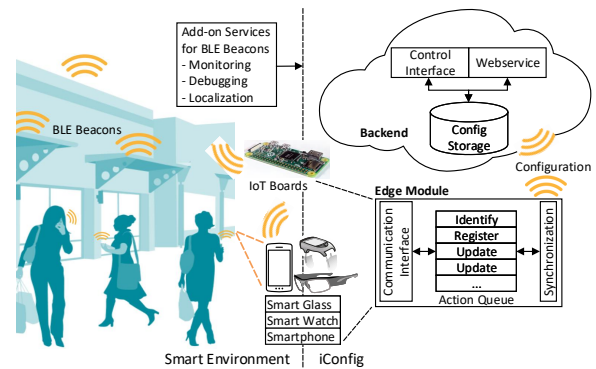 Add-on Services
for BLE Beacons
- Monitoring
- Debugging
- Localization
Control
Interface
Webservice
Config
Storage
Backend
BLE Beacons
IoT Boards
Configuration
Edge Module
Communication
Interface
Identify
Register
Update
Update
...
Action Queue
Synchronization
Smart Glass
Smart Watch
Smartphone
Smart Environment
iConfig